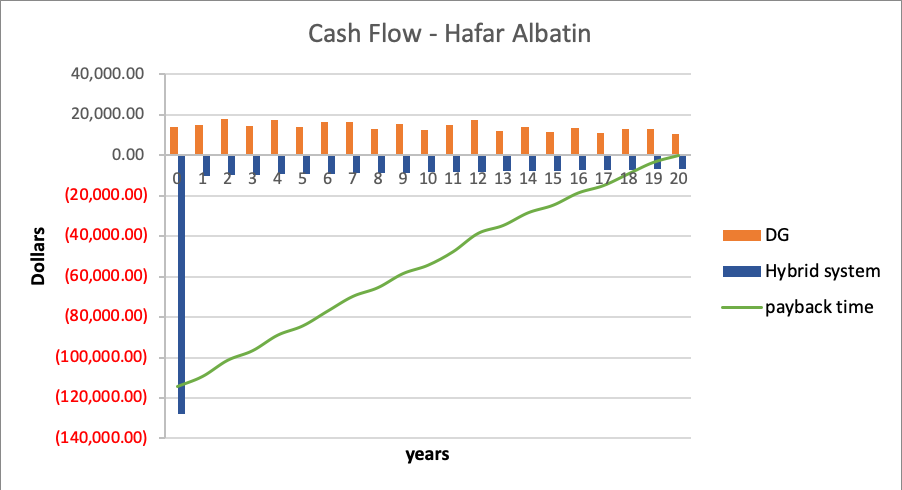 Cash Flow - Hafar Albatin
40,000.00
20,000.00
0.00
(20,000.00)
(40,000.00)
(60,000.00)
(80,000.00)
(100,000.00)
(120,000.00)
(140,000.00)
Dollars
0 1 2 3 4 5 6 7 8 9 10 11 12 13 14 15 16 17 18 19 20
years
DG
Hybrid system
payback time